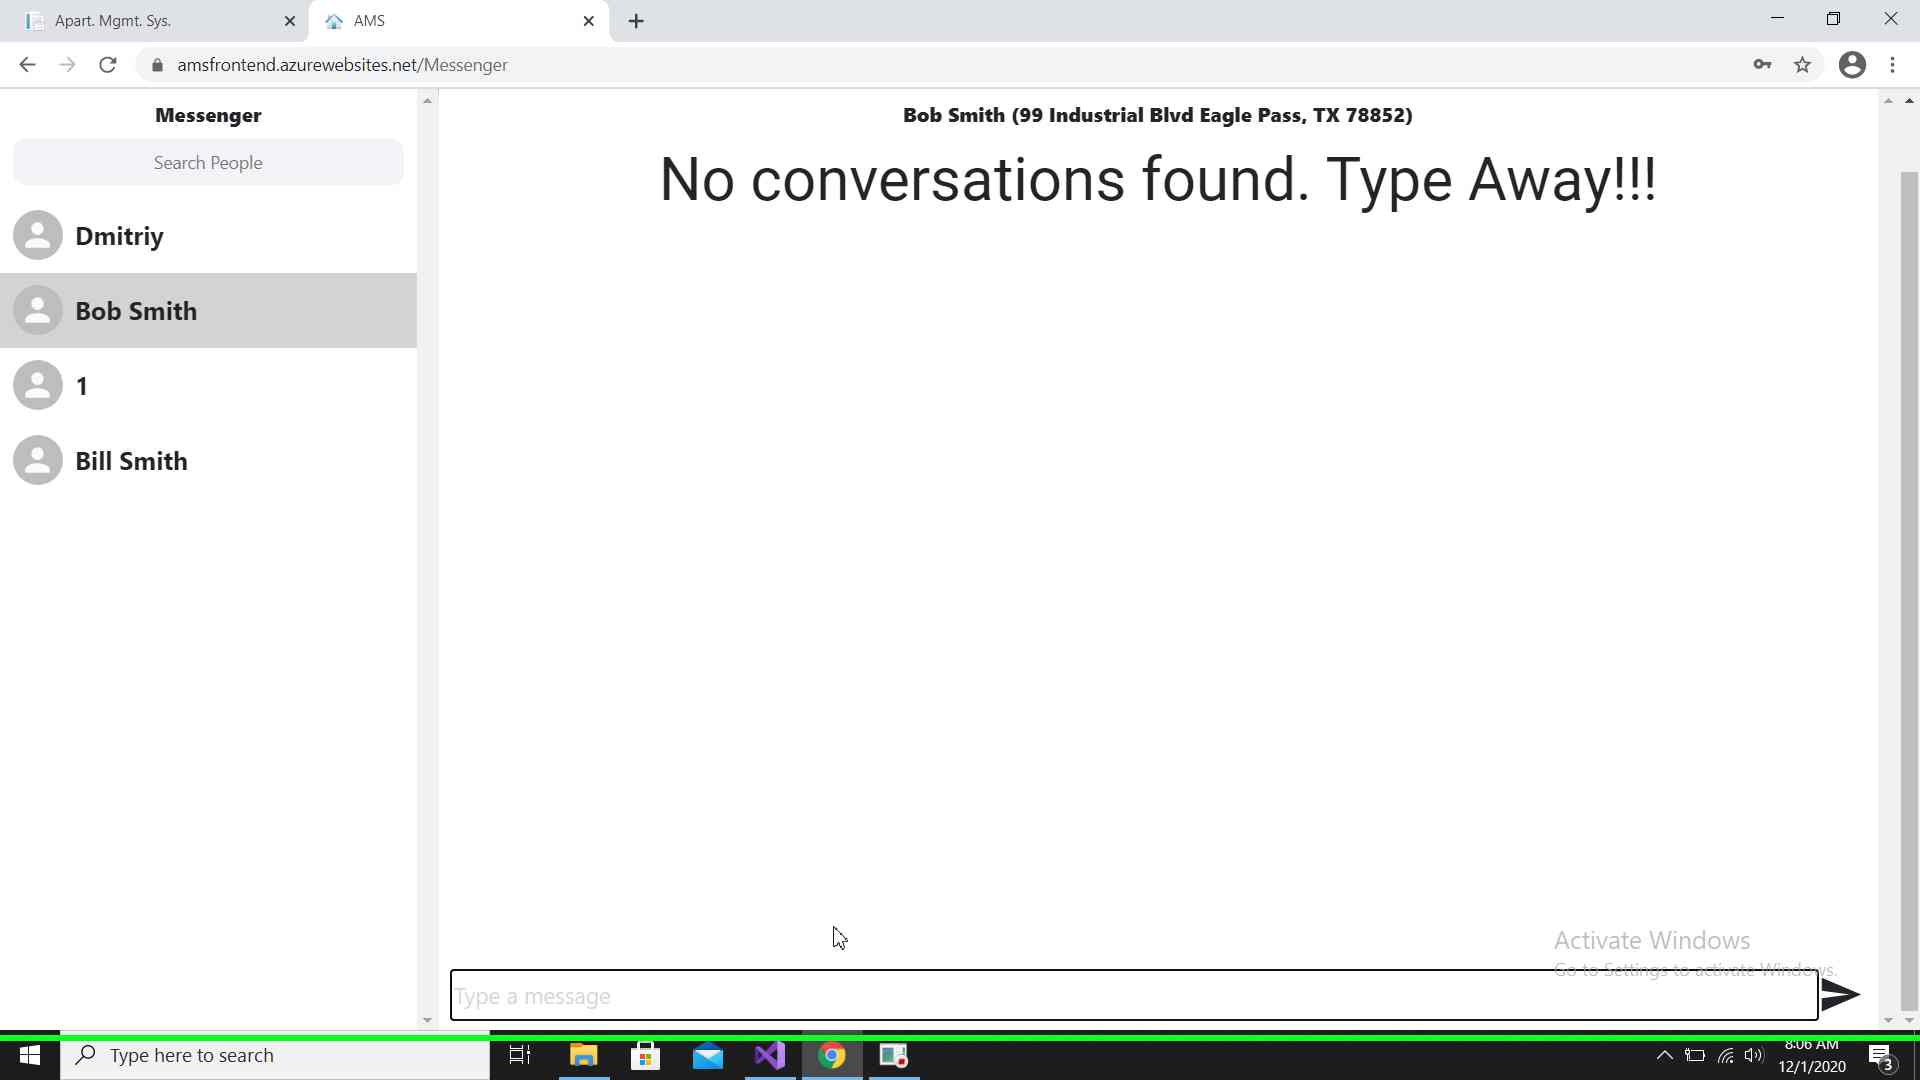 Apart. Mgmt. Sys.
AMS
amsfrontend.azurewebsites.net/Messenger
Messenger
Search People
Dmitriy
Bob Smith
1
Bill Smith
Bob Smith (99 Industrial Blvd Eagle Pass, TX 78852)
No conversations found. Type Away!!!
Activate Windows
Go to Settings to activate Windows.
Type a message
Type here to search
8:06 AM
12/1/2020
3